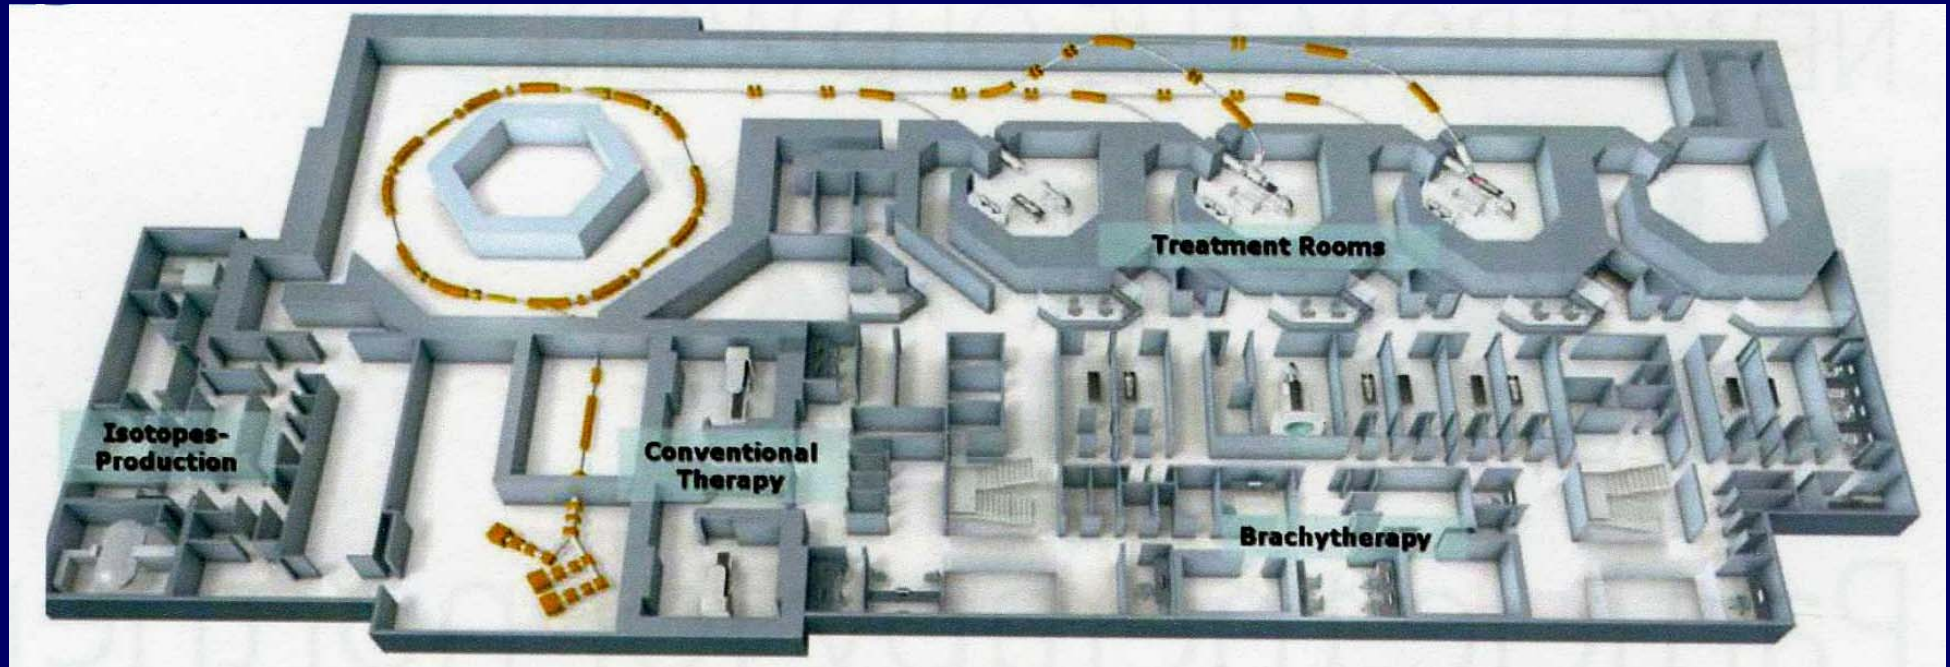 Treatment Rooms
Isotopes-
Production
Conventional
Therapy
Brachytherapy